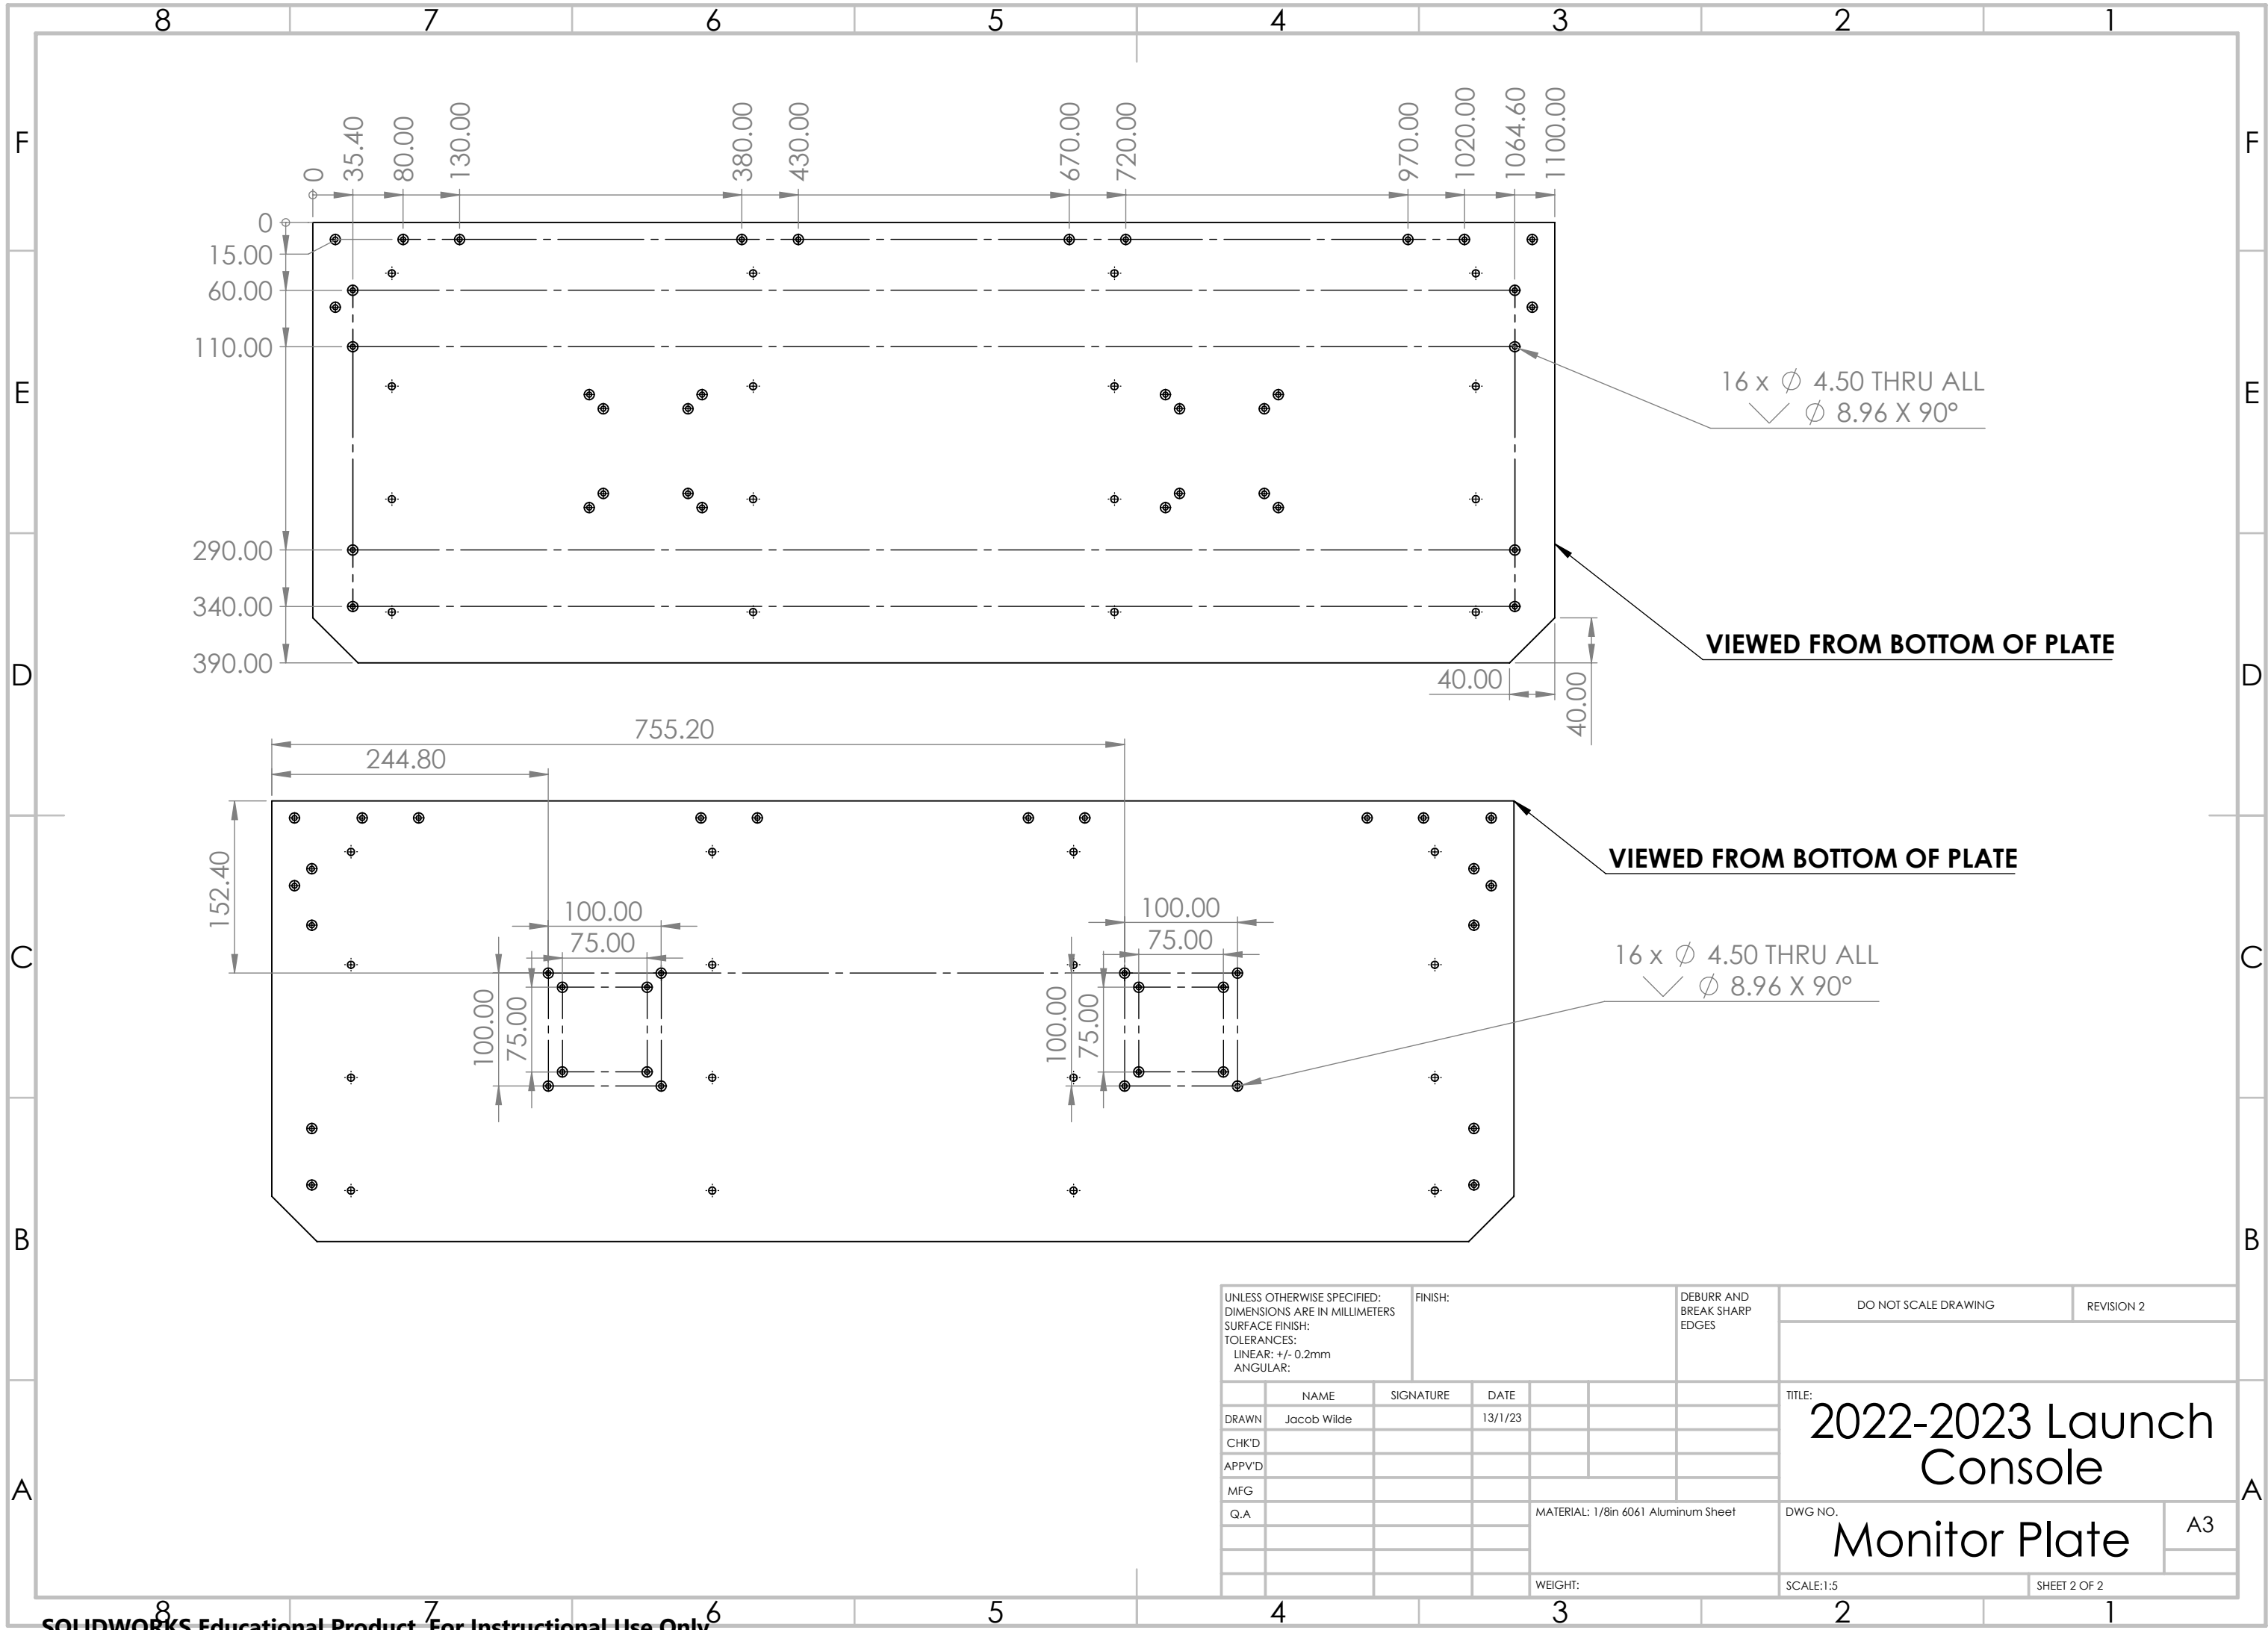 8 7 6 5 4 3 2 1
F F
E E
D D
C C
B B
A A
0 35.40 80.00 130.00 380.00 430.00 670.00 720.00 970.00 1020.00 1064.60 1100.00
0
15.00
60.00
110.00
290.00
340.00
390.00
16 x Ø 4.50 THRU ALL
⌵ Ø 8.96 X 90°
VIEWED FROM BOTTOM OF PLATE
40.00
40.00
755.20
244.80
152.40
VIEWED FROM BOTTOM OF PLATE
100.00
75.00
100.00
75.00
100.00
75.00
100.00
75.00
16 x Ø 4.50 THRU ALL
⌵ Ø 8.96 X 90°
UNLESS OTHERWISE SPECIFIED:
DIMENSIONS ARE IN MILLIMETERS
SURFACE FINISH:
TOLERANCES:
LINEAR: +/- 0.2mm
ANGULAR:
FINISH:
DEBURR AND
BREAK SHARP
EDGES
DO NOT SCALE DRAWING
REVISION 2
NAME SIGNATURE DATE
DRAWN Jacob Wilde 13/1/23
CHK'D
APPV'D
MFG
Q.A
MATERIAL: 1/8in 6061 Aluminum Sheet
WEIGHT:
TITLE:
2022-2023 Launch
Console
DWG NO.
Monitor Plate
A3
SCALE:1:5
SHEET 2 OF 2
8 7 6 5 4 3 2 1
SOLIDWORKS Educational Product. For Instructional Use Only.